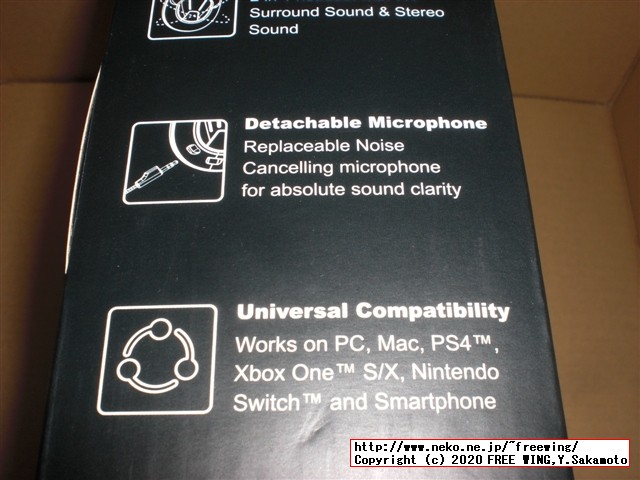 Surround Sound & Stereo
Sound
Detachable Microphone
Replaceable Noise
Cancelling microphone
for absolute sound clarity
Universal Compatibility
Works on PC, Mac, PS4™,
Xbox One™ S/X, Nintendo
Switch™ and Smartphone
http://www.neko.ne.jp/~freewing/
Copyright (c) 2020 FREE WING,Y.Sakamoto